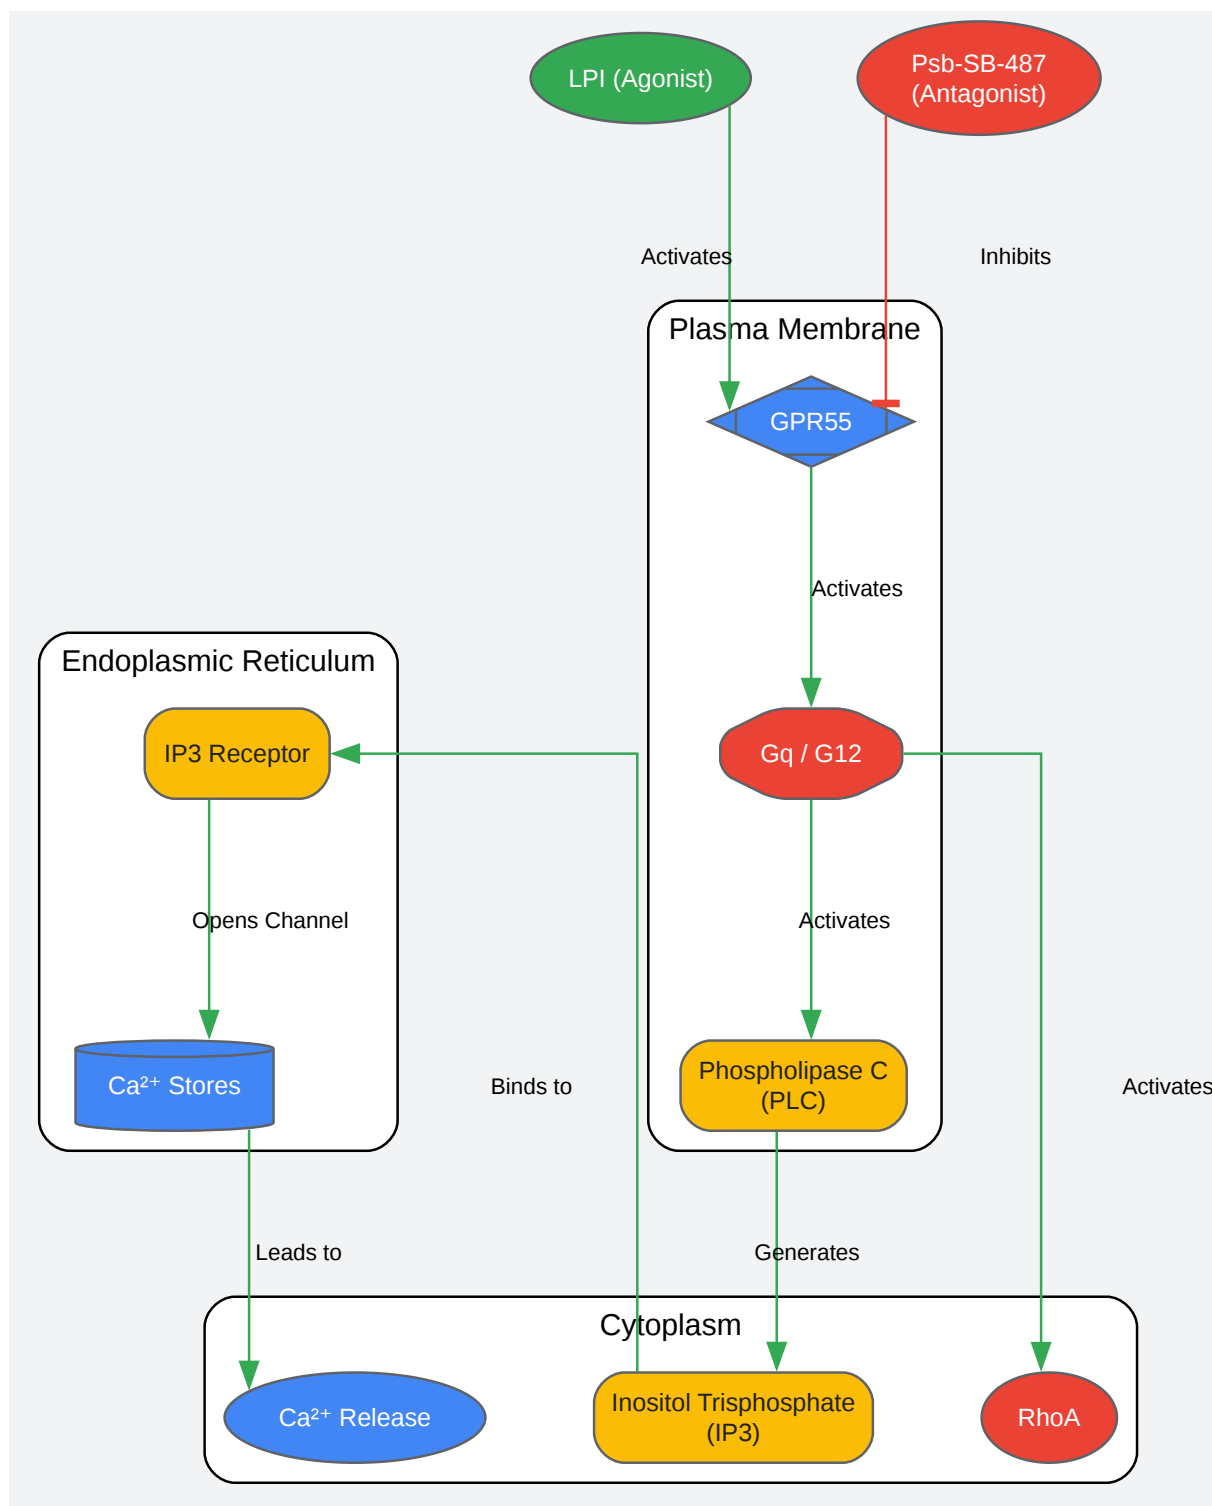 LPI (Agonist)
Psb-SB-487
(Antagonist)
Activates
Inhibits
Plasma Membrane
GPR55
Activates
Endoplasmic Reticulum
IP3 Receptor
Gq / G12
Opens Channel
Activates
Ca²⁺ Stores
Binds to
Phospholipase C
(PLC)
Activates
Leads to
Generates
Cytoplasm
Ca²⁺ Release
Inositol Trisphosphate
(IP3)
RhoA